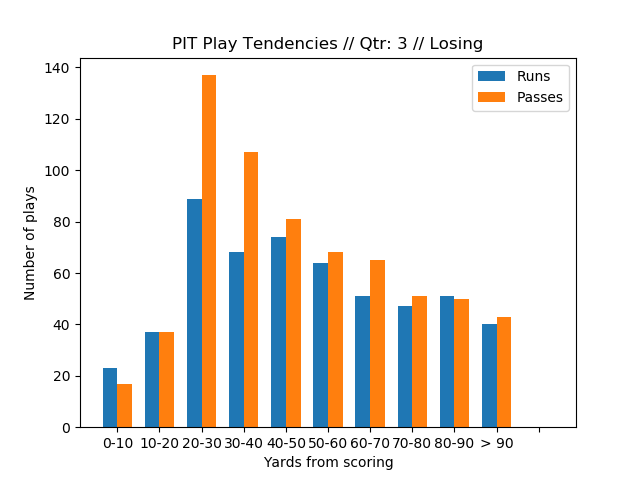 PIT Play Tendencies // Qtr: 3 // Losing
Runs
Passes
140
120
100
80
60
40
20
0
Number of plays
0-10 10-20 20-30 30-40 40-50 50-60 60-70 70-80 80-90 > 90
Yards from scoring